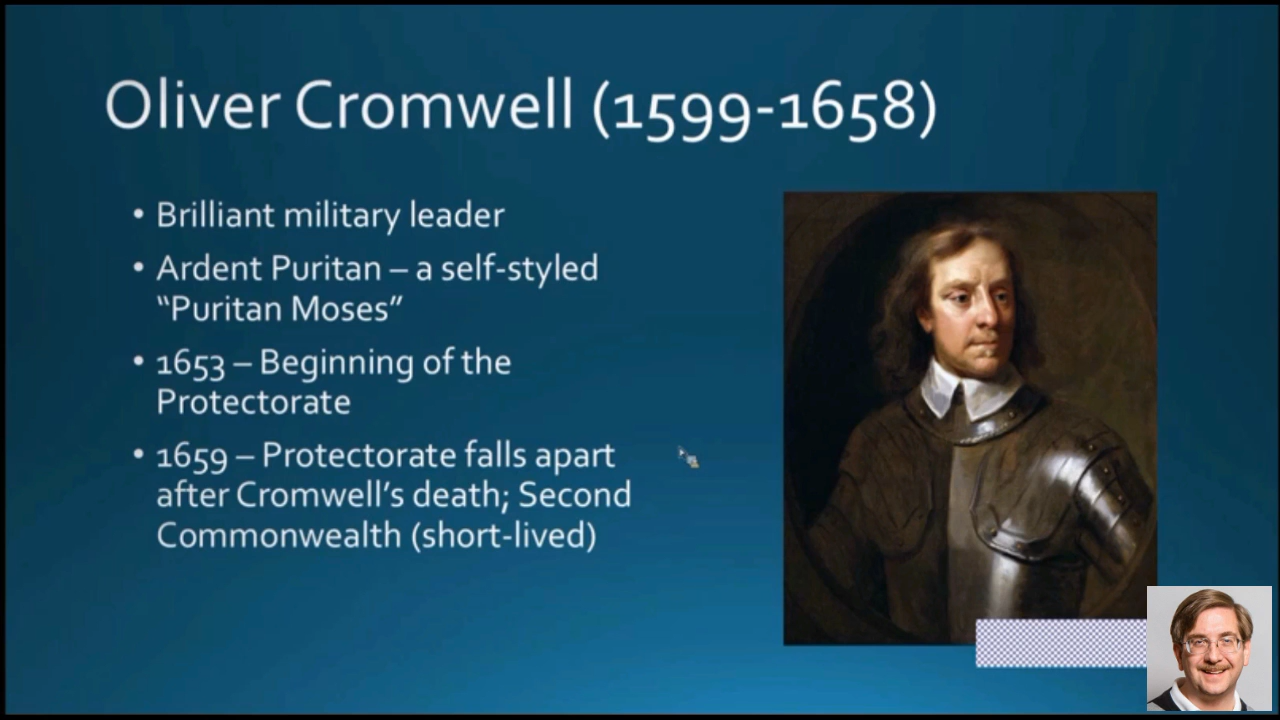 Oliver Cromwell (1599-1658)
• Brilliant military leader
• Ardent Puritan – a self-styled
“Puritan Moses”
• 1653 – Beginning of the
Protectorate
• 1659 – Protectorate falls apart
after Cromwell’s death; Second
Commonwealth (short-lived)